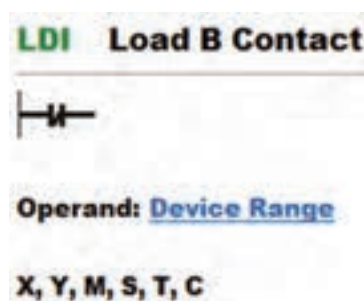 LDI Load B Contact
Operand: Device Range
X, Y, M, S, T, C